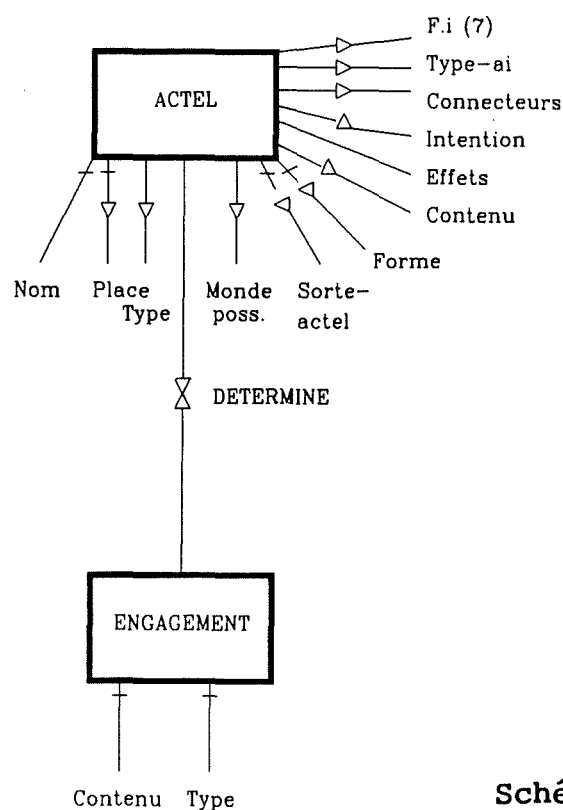 F.i (7)
Type-ai
Connecteurs
Intention
Effets
Contenu
ACTEL
Forme
Nom
Place
Type
Monde
poss.
Sorte-
actel
DETERMINE
ENGAGEMENT
Contenu
Type
Sché